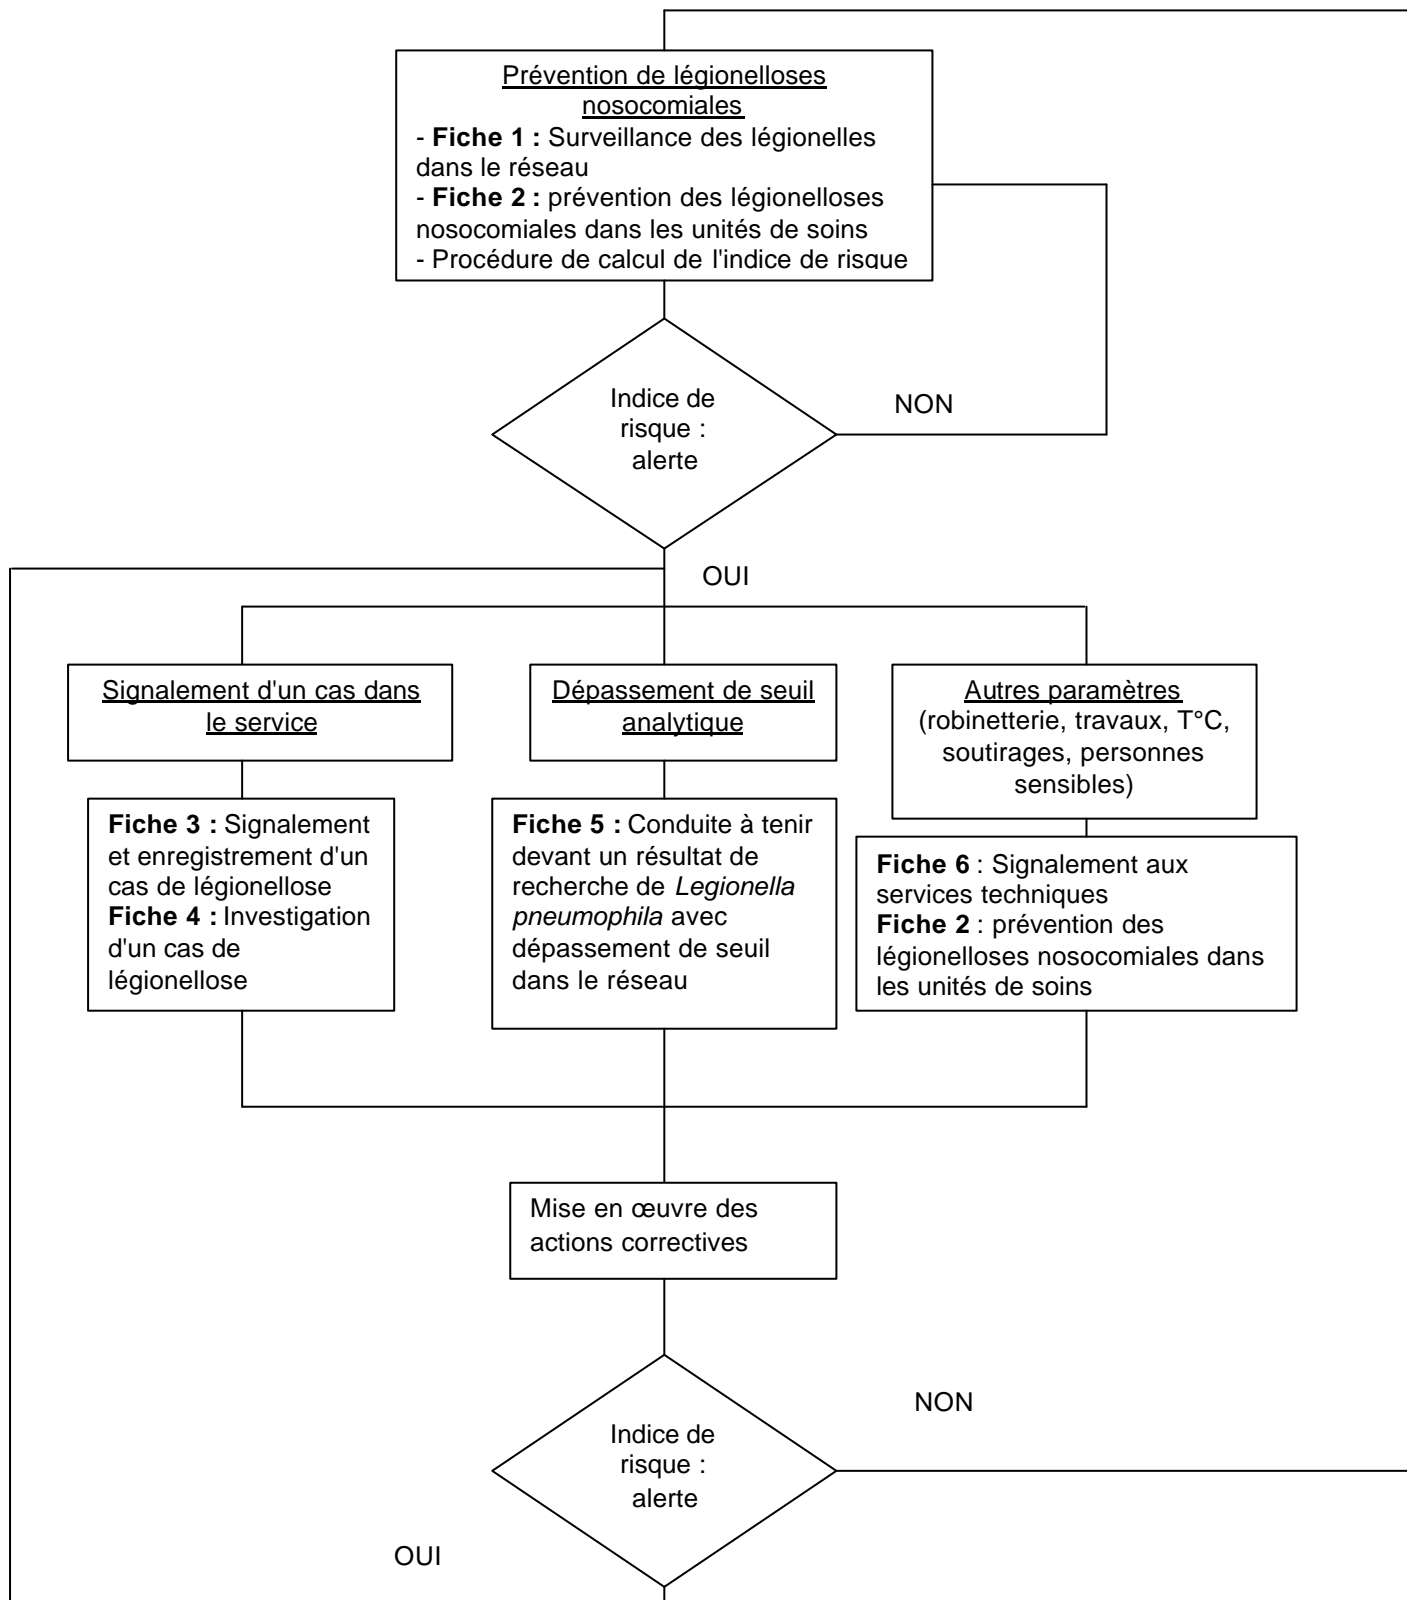 Prévention de légionelloses
nosocomiales
- Fiche 1 : Surveillance des légionelles
dans le réseau
- Fiche 2 : prévention des légionelloses
nosocomiales dans les unités de soins
- Procédure de calcul de l'indice de risque
Indice de
risque :
alerte
NON
OUI
Signalement d'un cas dans
le service
Dépassement de seuil
analytique
Autres paramètres
(robinetterie, travaux, T°C,
soutirages, personnes
sensibles)
Fiche 3 : Signalement
et enregistrement d'un
cas de légionellose
Fiche 4 : Investigation
d'un cas de
légionellose
Fiche 5 : Conduite à tenir
devant un résultat de
recherche de Legionella
pneumophila avec
dépassement de seuil
dans le réseau
Fiche 6 : Signalement aux
services techniques
Fiche 2 : prévention des
légionelloses nosocomiales dans
les unités de soins
Mise en œuvre des
actions correctives
NON
Indice de
risque :
alerte
OUI